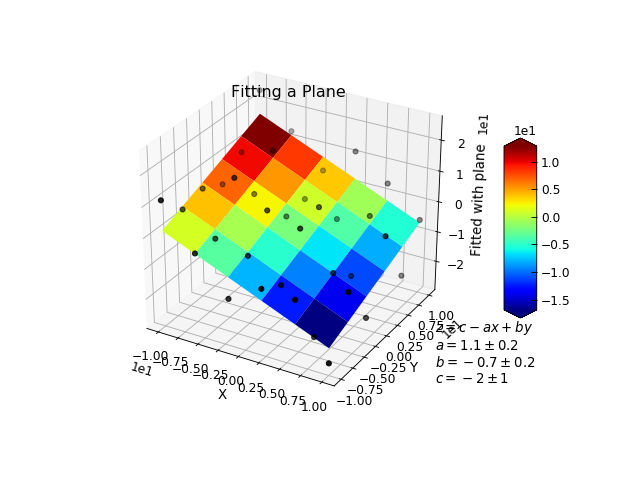 Fitting a Plane
1e1
2
1
0
−1
−2
Fitted with plane
1e1
1.0
0.5
0.0
−0.5
−1.0
−1.5
−1.00
−0.75
−0.50
−0.25
0.00
0.25
0.50
0.75
1.00
1e1
X
−1.00
−0.75
−0.50
−0.25
0.00
0.25
0.50
0.75
1.00
1e1
Y
z = c − ax + by
a = 1.1 ± 0.2
b = −0.7 ± 0.2
c = −2 ± 1